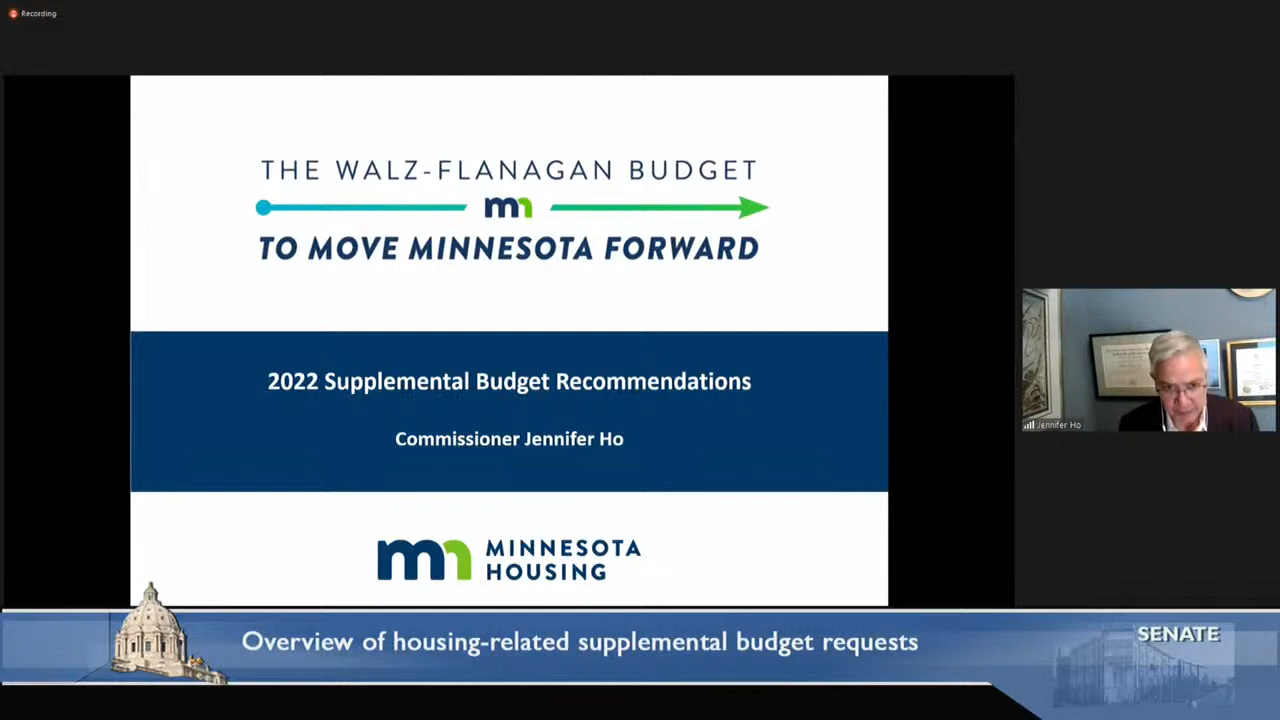 Recording
THE WALZ-FLANAGAN BUDGET
mn
TO MOVE MINNESOTA FORWARD
2022 Supplemental Budget Recommendations
Commissioner Jennifer Ho
mn MINNESOTA
HOUSING
Jennifer Ho
Overview of housing-related supplemental budget requests
SENATE